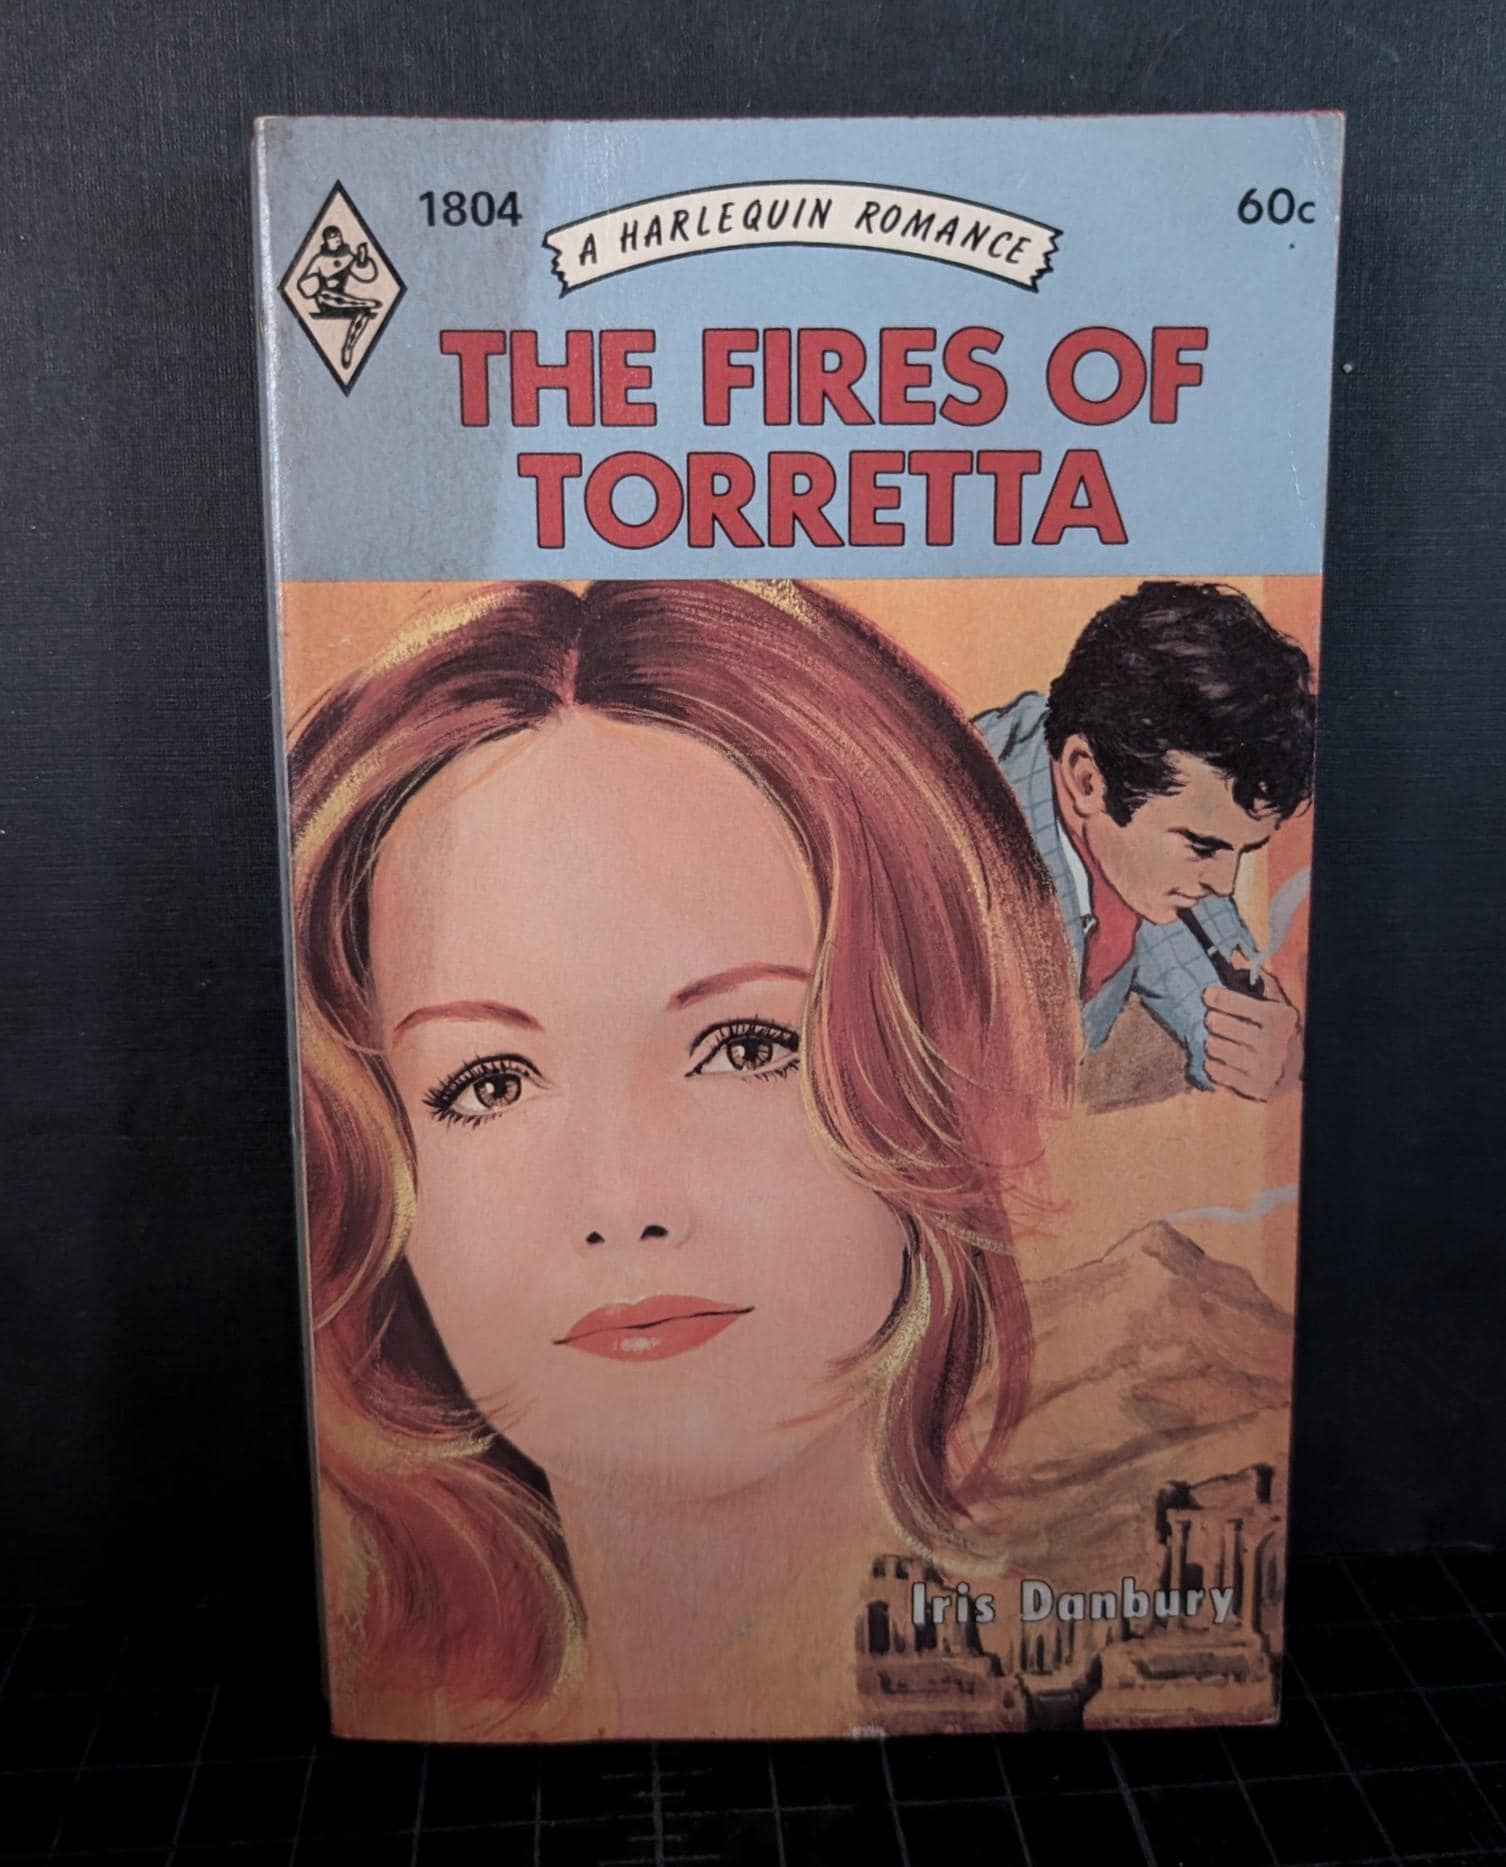 1804
A HARLEQUIN ROMANCE
60c
THE FIRES OF
TORRETTA
Iris Danbury